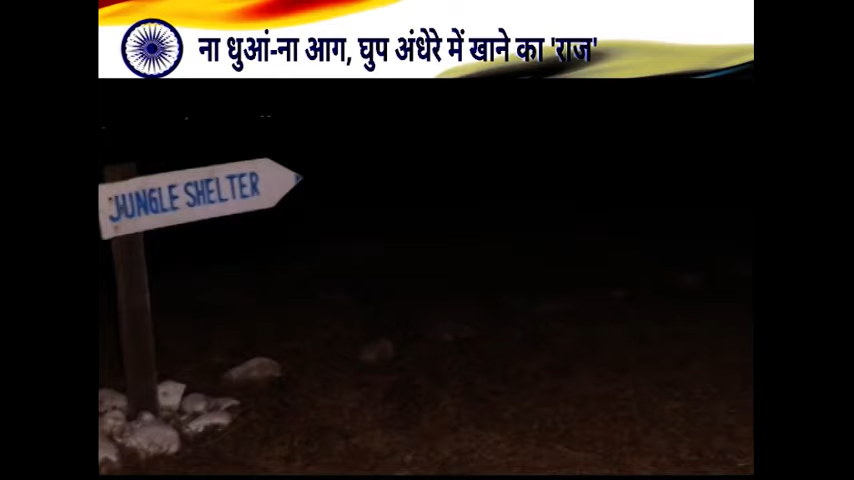 ना धुआं-ना आग, घुप अंधेरे में खाने का 'राज'
JUNGLE SHELTER